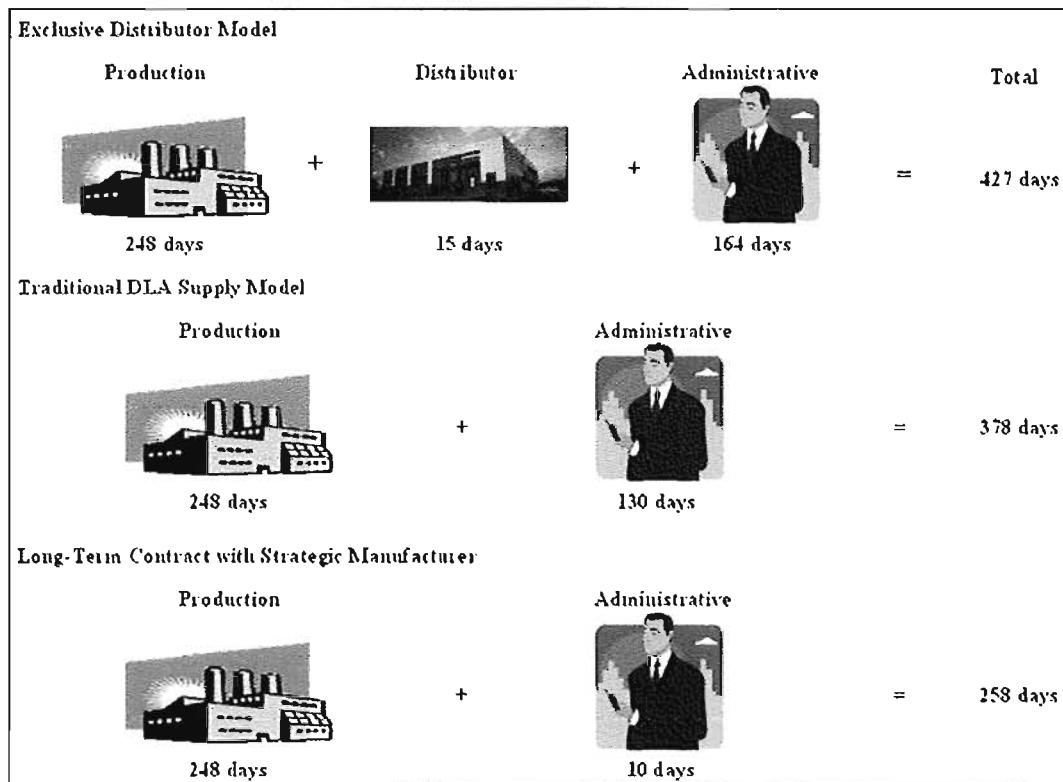 Exclusive Distributor Model
Production Distributor Administrative Total
+ + = 427 days
248 days 15 days 164 days
Traditional DLA Supply Model
Production Administrative
+ = 378 days
248 days 130 days
Long-Term Contract with Strategic Manufacturer
Production Administrative
+ = 258 days
248 days 10 days